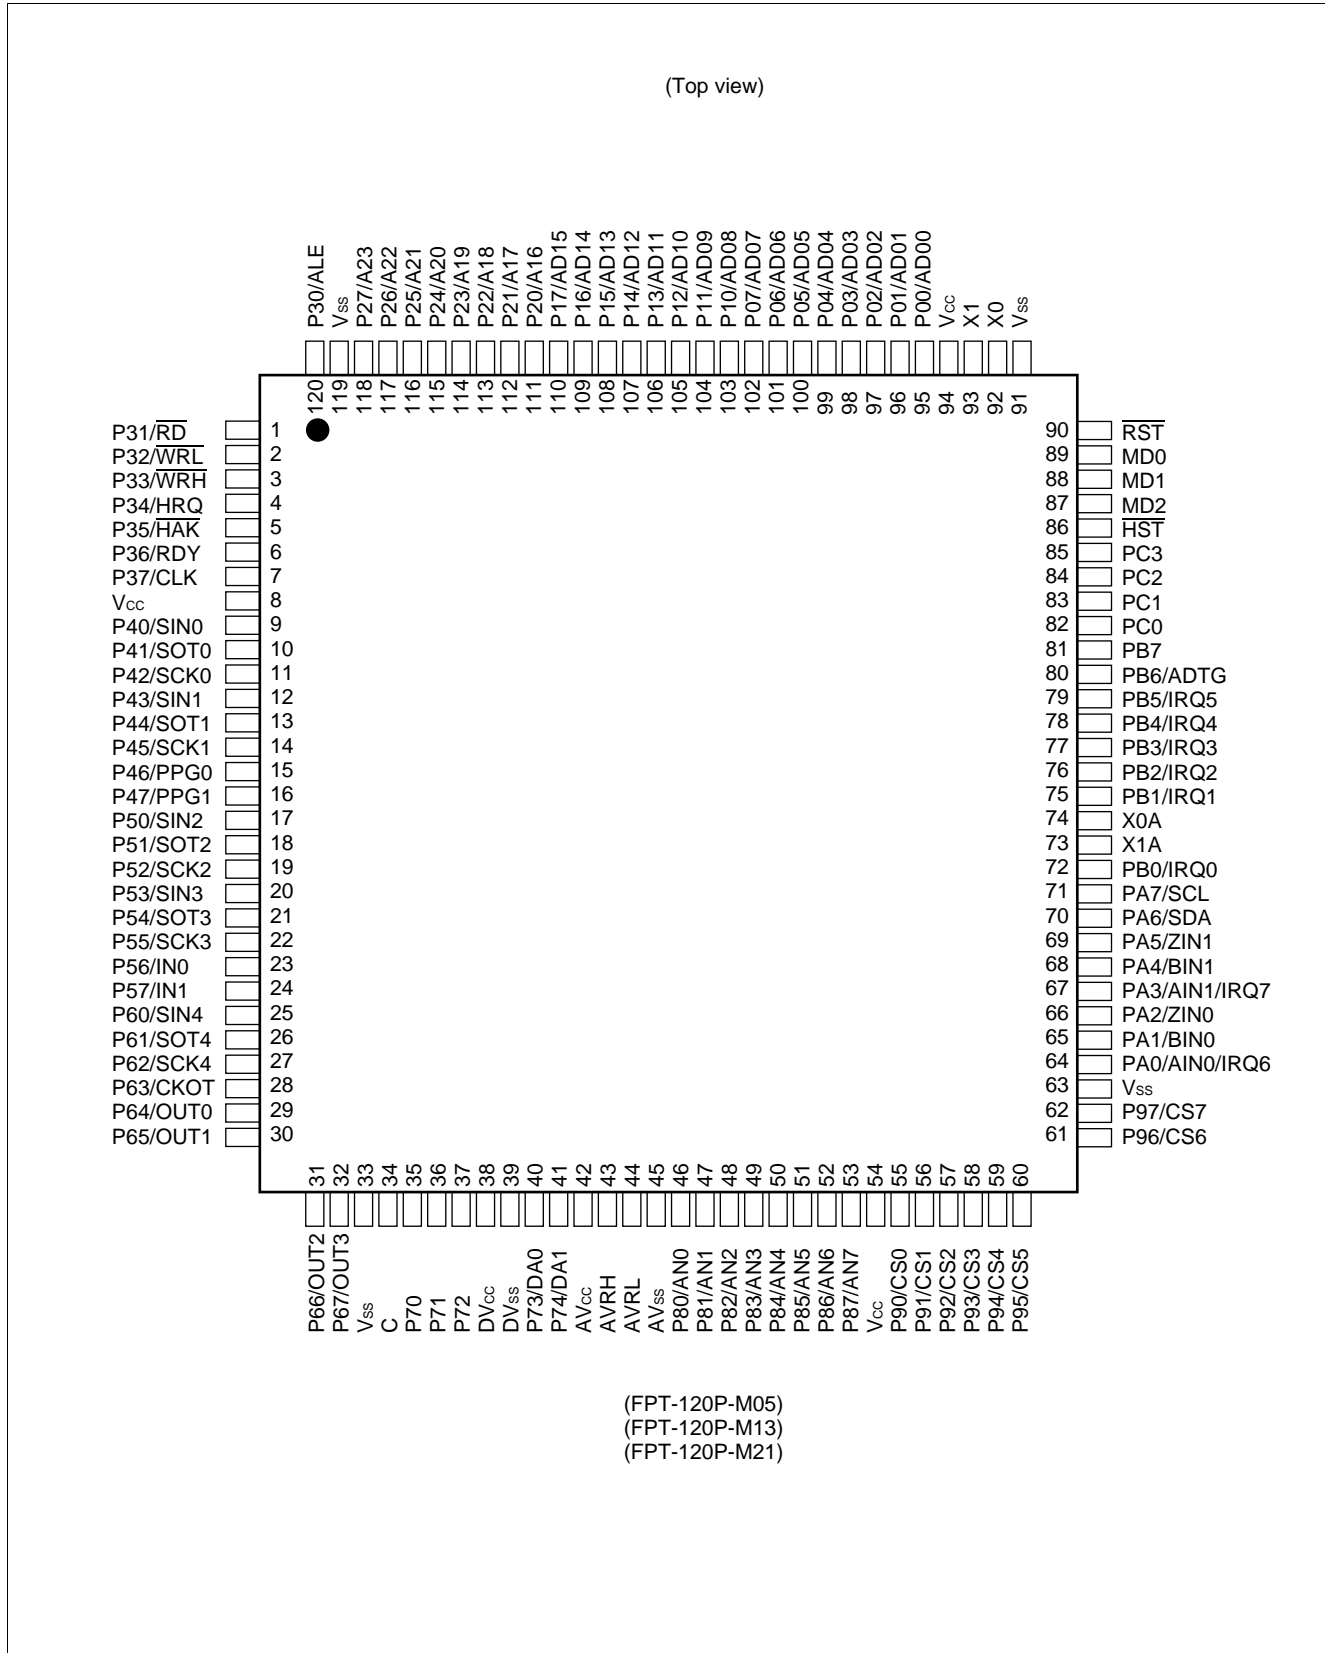 (Top view)
P30/ALE
Vss
P27/A23
P26/A22
P25/A21
P24/A20
P23/A19
P22/A18
P21/A17
P20/A16
P17/AD15
P16/AD14
P15/AD13
P14/AD12
P13/AD11
P12/AD10
P11/AD09
P10/AD08
P07/AD07
P06/AD06
P05/AD05
P04/AD04
P03/AD03
P02/AD02
P01/AD01
P00/AD00
Vcc
X1
X0
Vss
120
119
118
117
116
115
114
113
112
111
110
109
108
107
106
105
104
103
102
101
100
99
98
97
96
95
94
93
92
91
P31/RD 1
P32/WRL 2
P33/WRH 3
P34/HRQ 4
P35/HAK 5
P36/RDY 6
P37/CLK 7
Vcc 8
P40/SIN0 9
P41/SOT0 10
P42/SCK0 11
P43/SIN1 12
P44/SOT1 13
P45/SCK1 14
P46/PPG0 15
P47/PPG1 16
P50/SIN2 17
P51/SOT2 18
P52/SCK2 19
P53/SIN3 20
P54/SOT3 21
P55/SCK3 22
P56/IN0 23
P57/IN1 24
P60/SIN4 25
P61/SOT4 26
P62/SCK4 27
P63/CKOT 28
P64/OUT0 29
P65/OUT1 30
90 RST
89 MD0
88 MD1
87 MD2
86 HST
85 PC3
84 PC2
83 PC1
82 PC0
81 PB7
80 PB6/ADTG
79 PB5/IRQ5
78 PB4/IRQ4
77 PB3/IRQ3
76 PB2/IRQ2
75 PB1/IRQ1
74 X0A
73 X1A
72 PB0/IRQ0
71 PA7/SCL
70 PA6/SDA
69 PA5/ZIN1
68 PA4/BIN1
67 PA3/AIN1/IRQ7
66 PA2/ZIN0
65 PA1/BIN0
64 PA0/AIN0/IRQ6
63 Vss
62 P97/CS7
61 P96/CS6
31
32
33
34
35
36
37
38
39
40
41
42
43
44
45
46
47
48
49
50
51
52
53
54
55
56
57
58
59
60
P66/OUT2
P67/OUT3
Vss
C
P70
P71
P72
DVcc
DVss
P73/DA0
P74/DA1
AVcc
AVRH
AVRL
AVss
P80/AN0
P81/AN1
P82/AN2
P83/AN3
P84/AN4
P85/AN5
P86/AN6
P87/AN7
Vcc
P90/CS0
P91/CS1
P92/CS2
P93/CS3
P94/CS4
P95/CS5
(FPT-120P-M05)
(FPT-120P-M13)
(FPT-120P-M21)